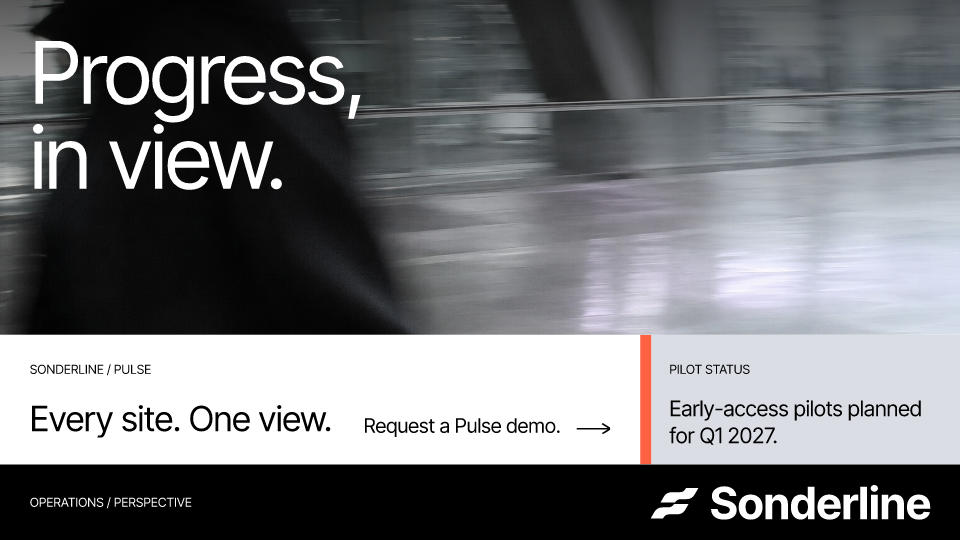 Progress,
in view.
SONDERLINE / PULSE
Every site. One view.
Request a Pulse demo.
PILOT STATUS
Early-access pilots planned
for Q1 2027.
OPERATIONS / PERSPECTIVE
Sonderline